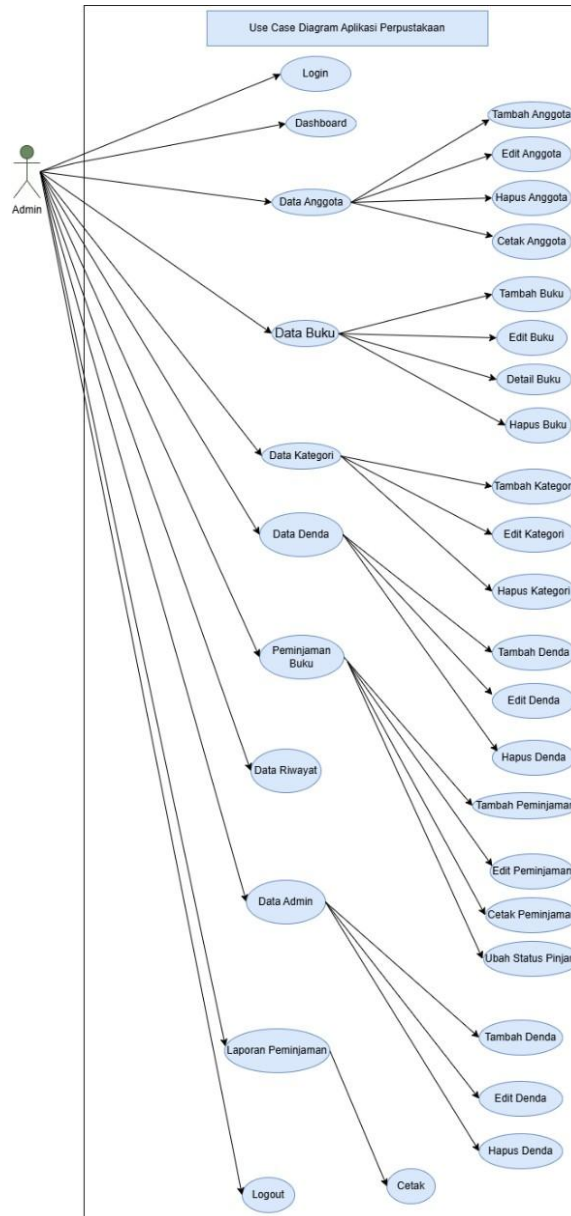 Use Case Diagram Aplikasi Perpustakaan
Login
Dashboard
Admin
Data Anggota
Tambah Anggota
Edit Anggota
Hapus Anggota
Cetak Anggota
Data Buku
Tambah Buku
Edit Buku
Detail Buku
Hapus Buku
Data Kategori
Tambah Kategori
Edit Kategori
Hapus Kategori
Data Denda
Tambah Denda
Edit Denda
Hapus Denda
Peminjaman
Buku
Tambah Peminjaman
Edit Peminjaman
Cetak Peminjama
Ubah Status Pinjam
Data Riwayat
Data Admin
Tambah Denda
Edit Denda
Hapus Denda
Laporan Peminjaman
Cetak
Logout